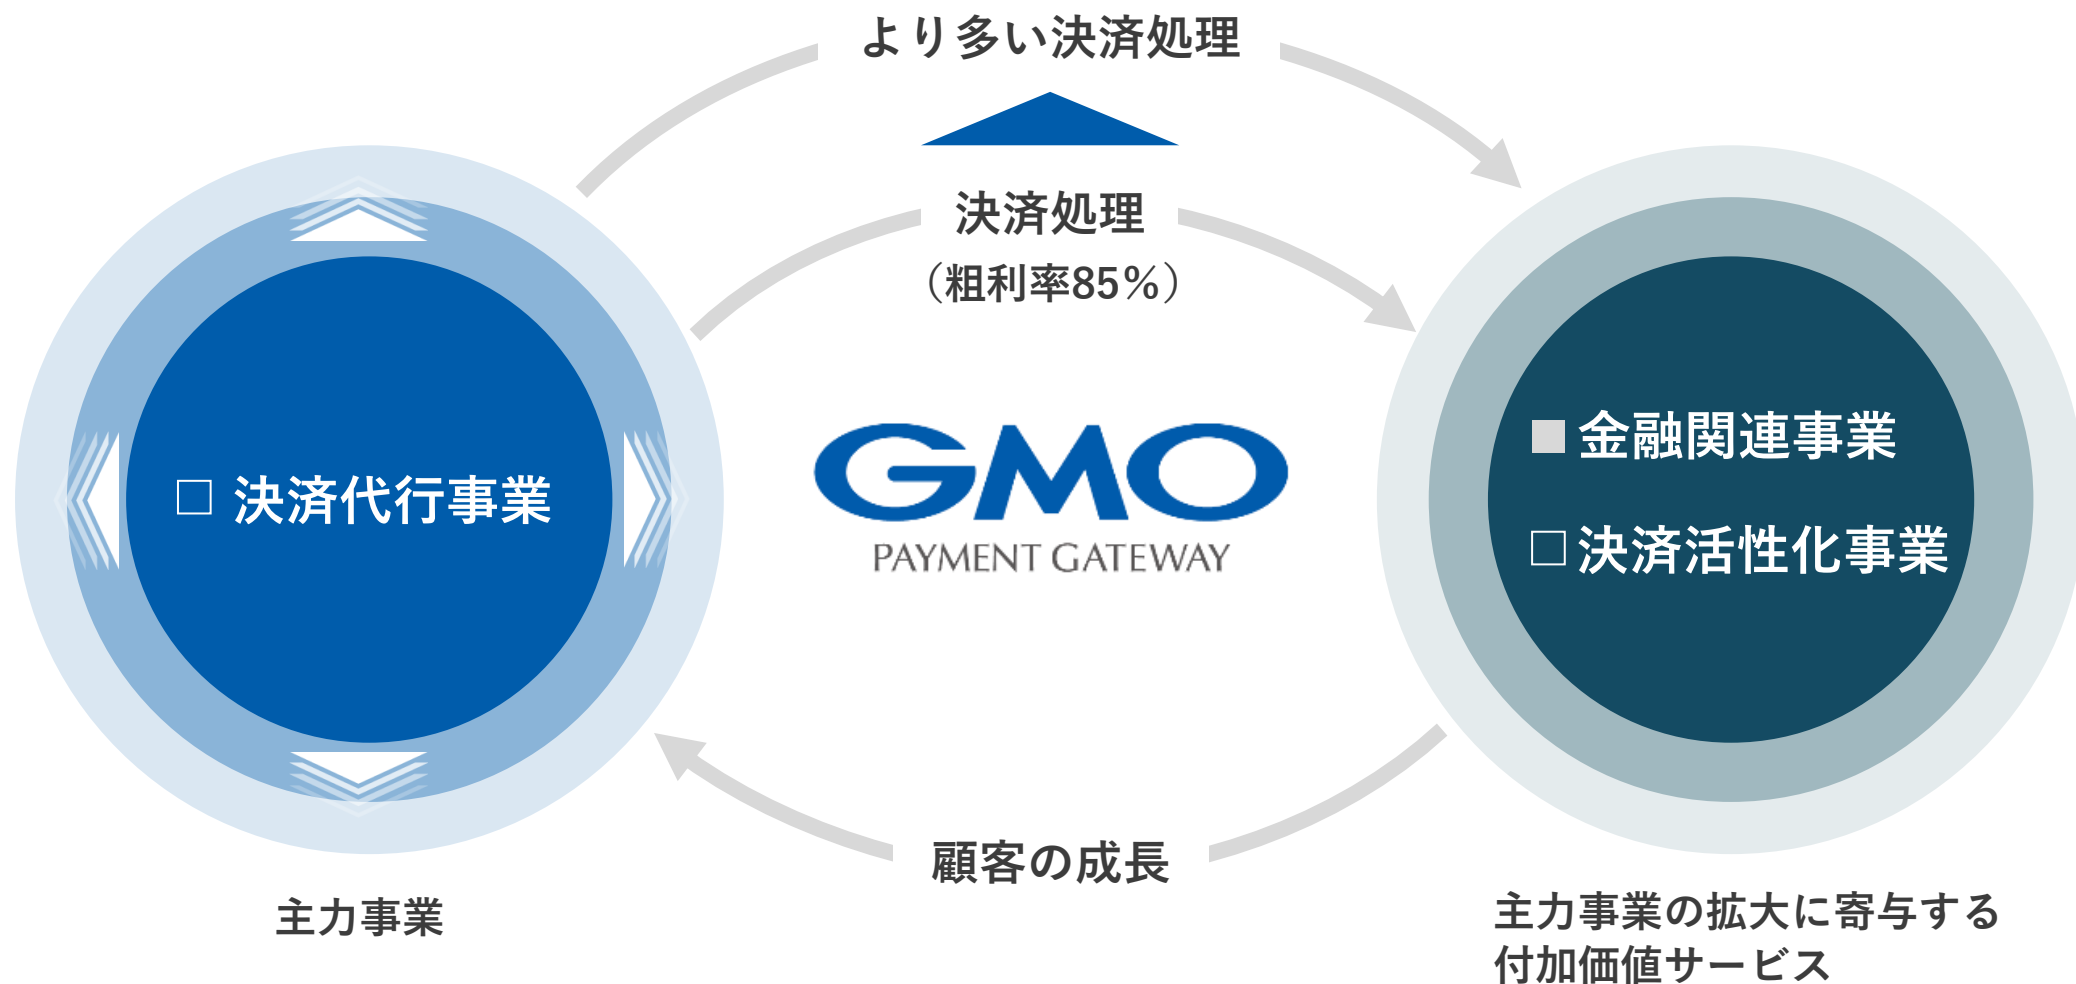 より多い決済処理
決済処理
（粗利率85％）
□ 決済代行事業
GMO
PAYMENT GATEWAY
■ 金融関連事業
□ 決済活性化事業
顧客の成長
主力事業
主力事業の拡大に寄与する
付加価値サービス